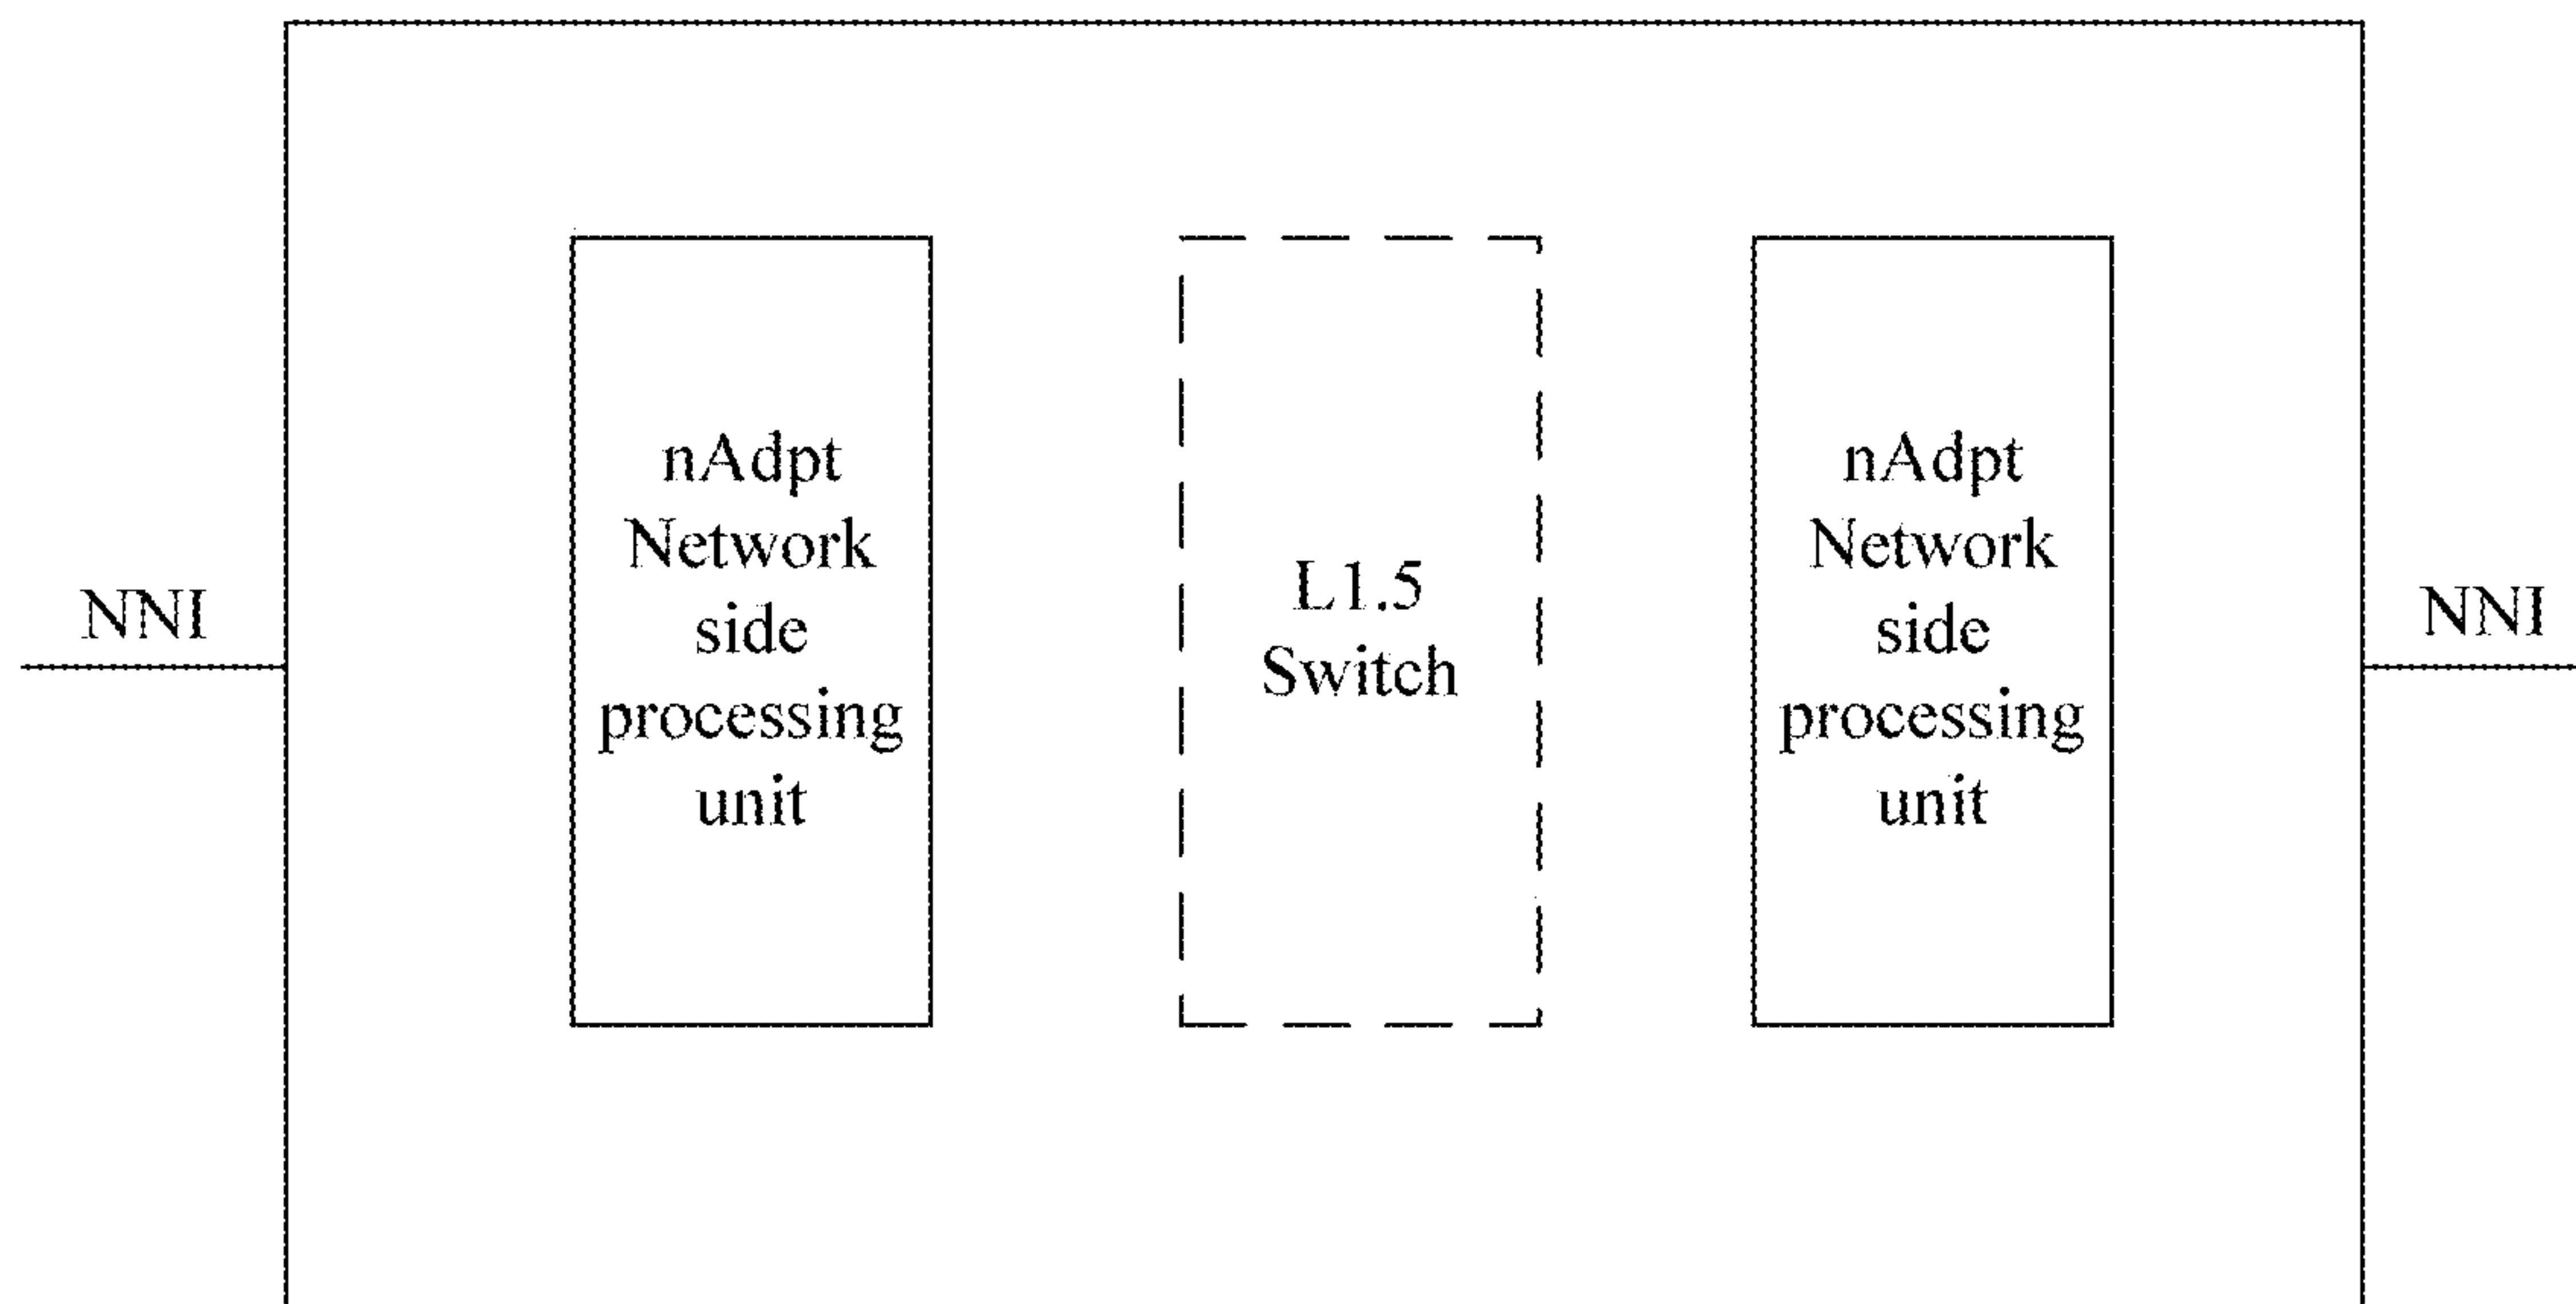 NNI
nAdpt
Network
side
processing
unit
L1.5
Switch
nAdpt
Network
side
processing
unit
NNI